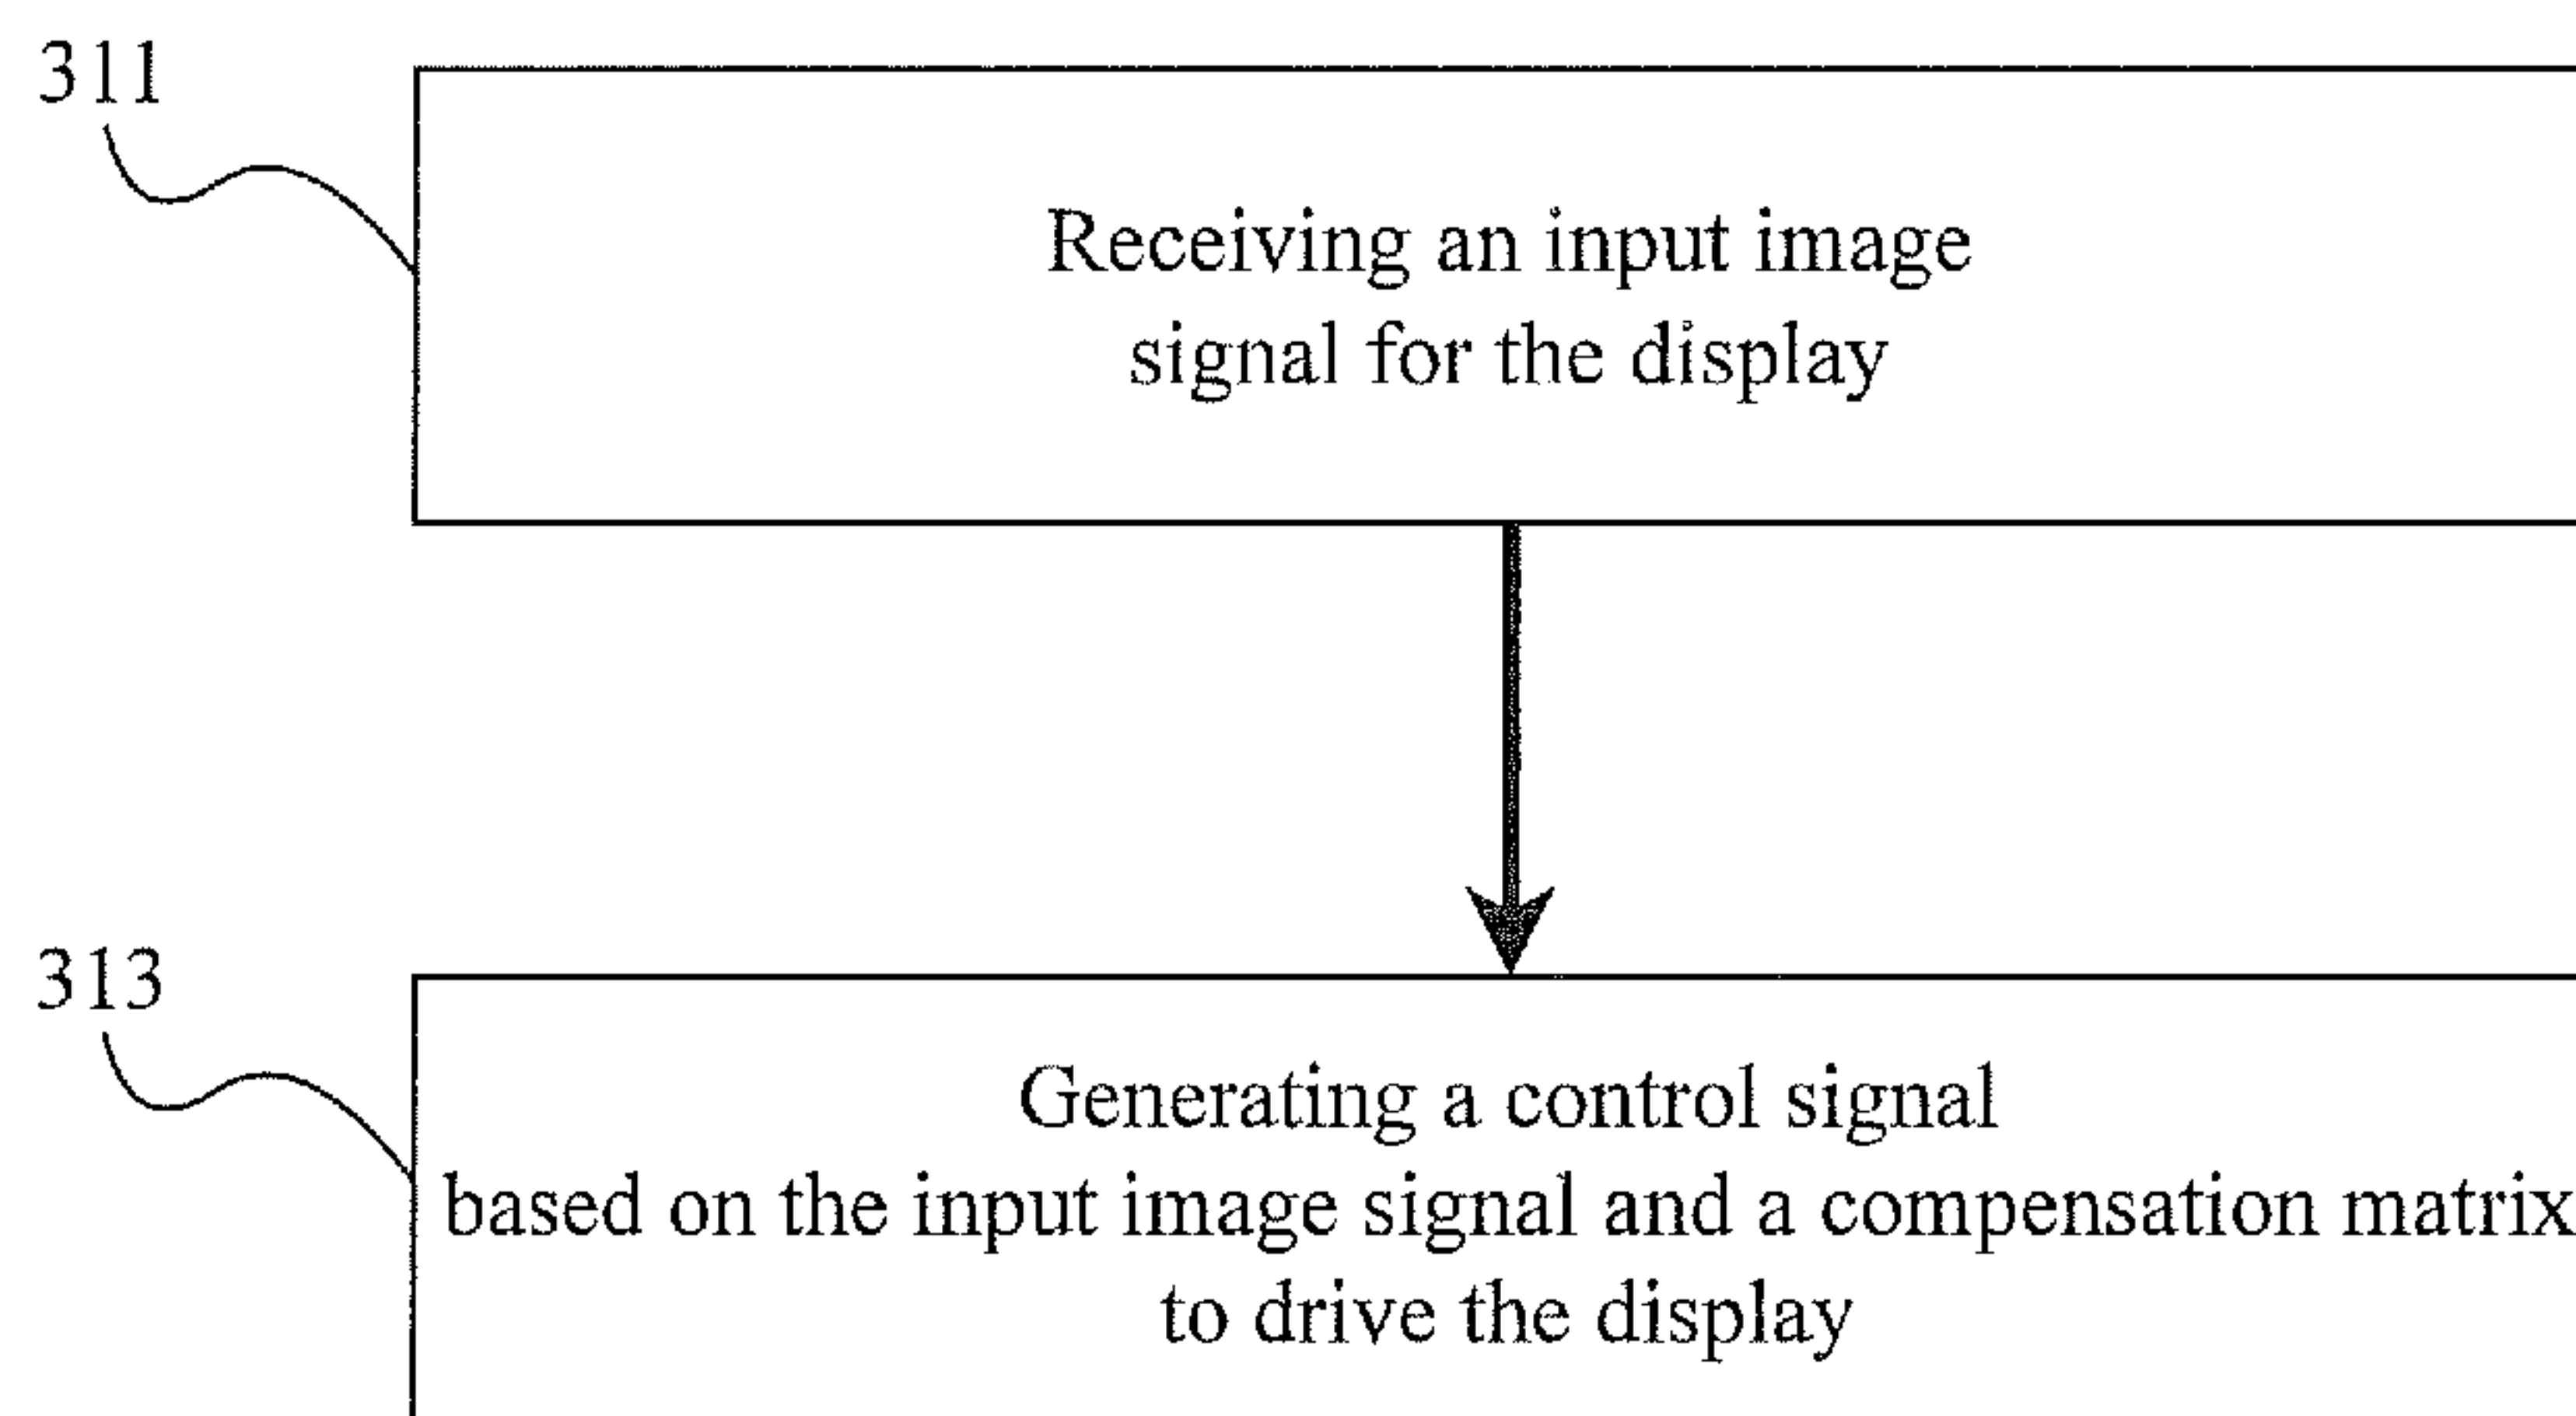 311
Receiving an input image
signal for the display
313
Generating a control signal
based on the input image signal and a compensation matrix
to drive the display